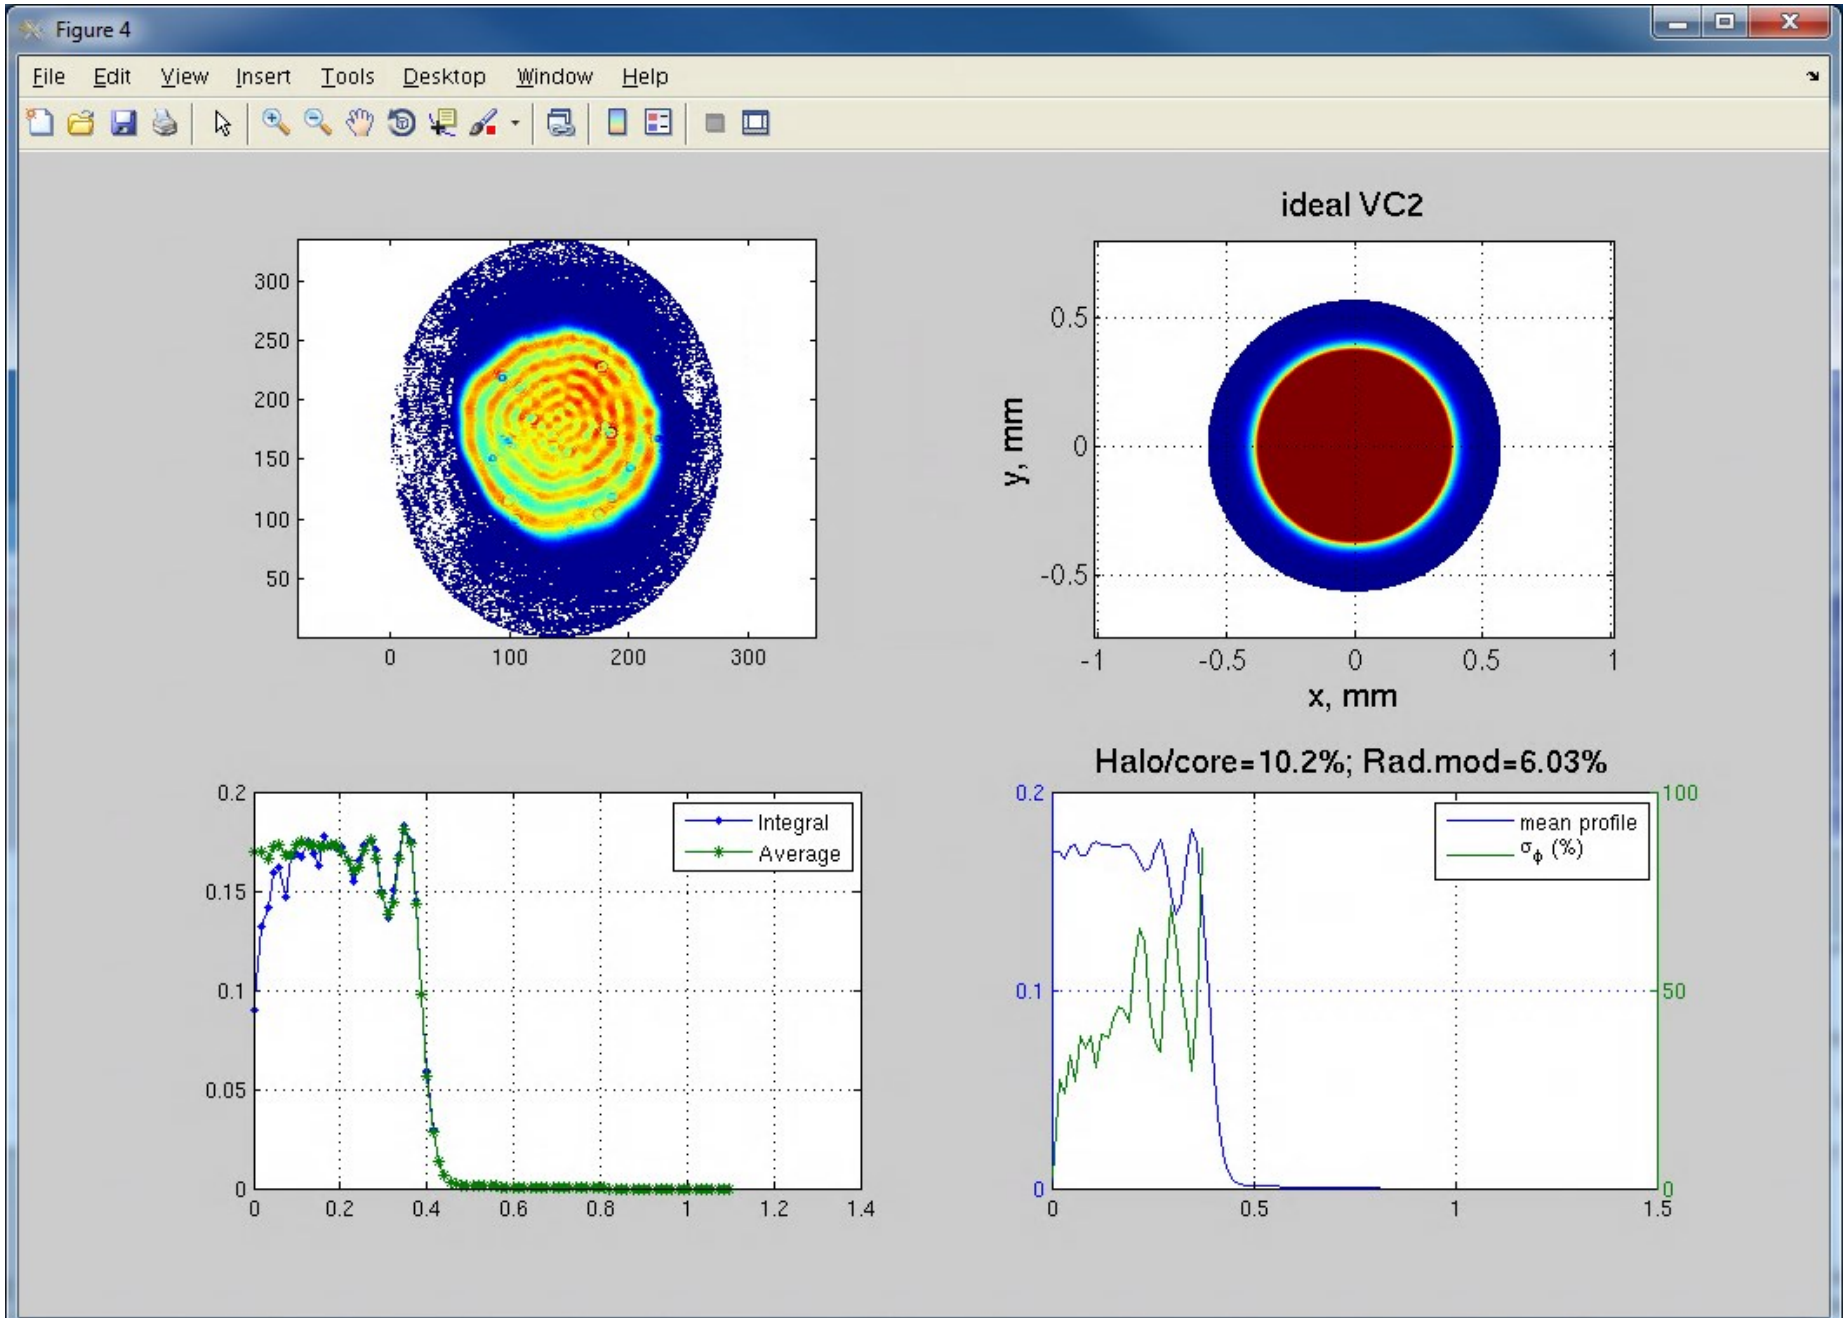 Figure 4
File Edit View Insert Tools Desktop Window Help
300
250
200
150
100
50
0 100 200 300
ideal VC2
0.5
0
-0.5
y, mm
-1 -0.5 0 0.5 1
x, mm
0.2
0.15
0.1
0.05
0
Integral
Average
0 0.2 0.4 0.6 0.8 1 1.2 1.4
Halo/core=10.2%; Rad.mod=6.03%
0.2
0.1
0
mean profile
σϕ (%)
100
50
0
0 0.5 1 1.5